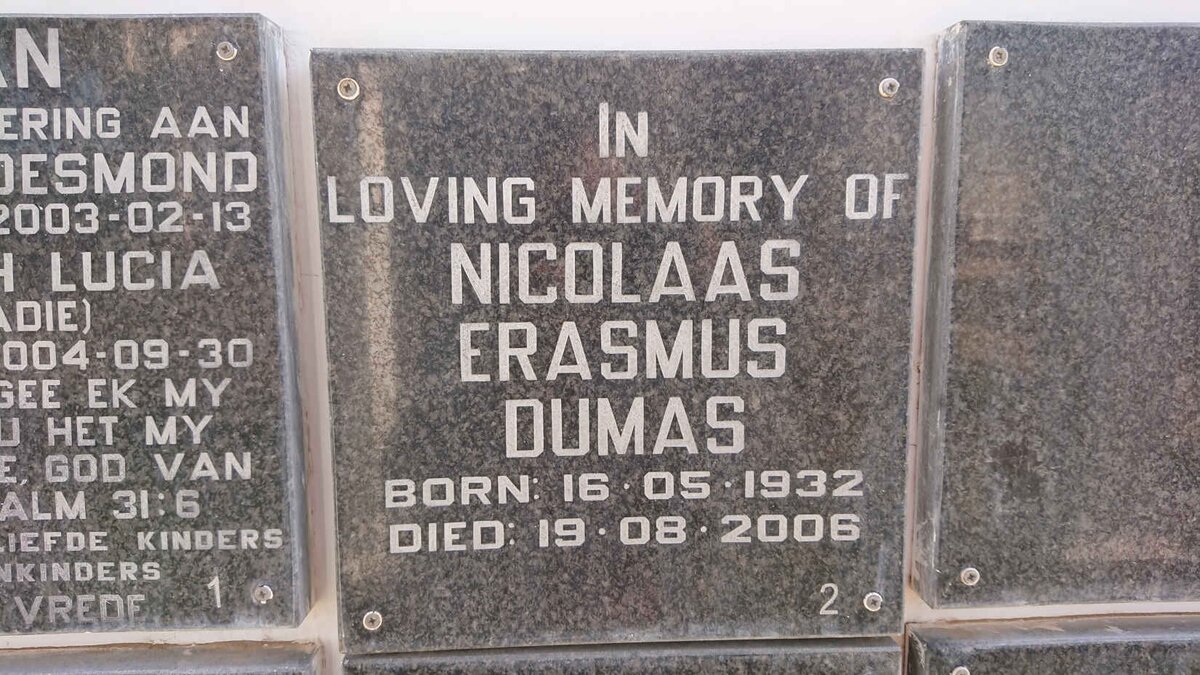 AN
ERING AAN
DESMOND
2003-02-13
H LUCIA
ADIE)
004-09-30
GEE EK MY
U HET MY
E, GOD VAN
ALM 31:6
LIEFDE KINDERS
NKINDERS
VREDE
1
IN
LOVING MEMORY OF
NICOLAAS
ERASMUS
DUMAS
BORN: 16·05·1932
DIED: 19·08·2006
2